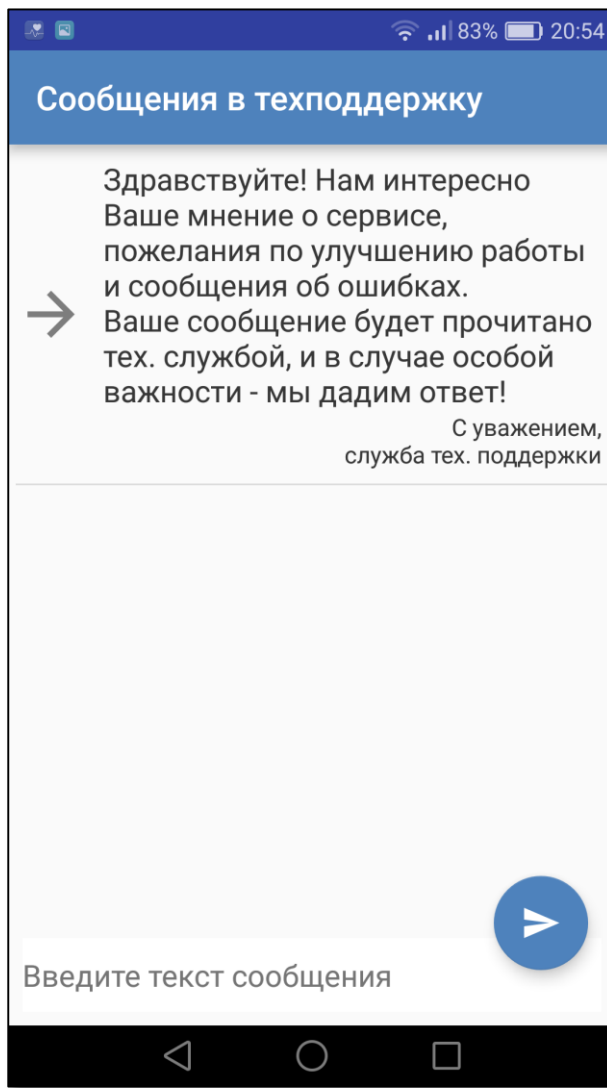 83% 20:54
Сообщения в техподдержку
Здравствуйте! Нам интересно
Ваше мнение о сервисе,
пожелания по улучшению работы
и сообщения об ошибках.
Ваше сообщение будет прочитано
тех. службой, и в случае особой
важности - мы дадим ответ!
С уважением,
служба тех. поддержки
Введите текст сообщения